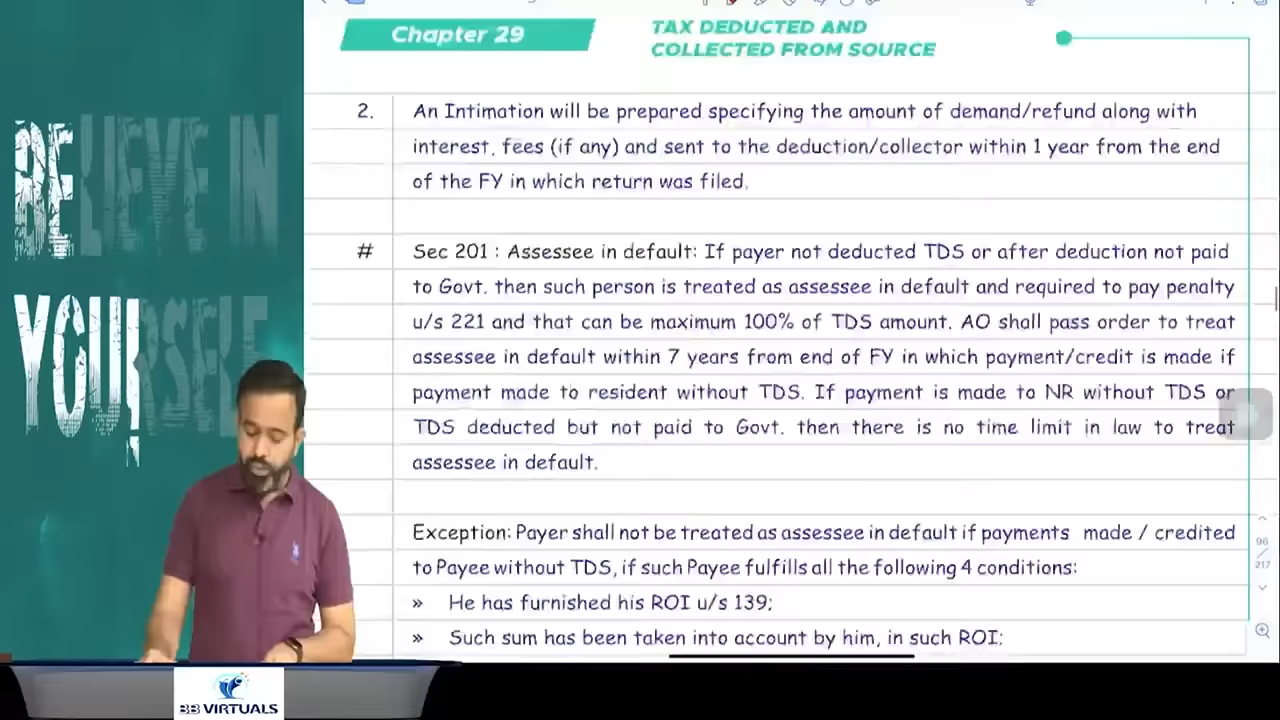 Chapter 29
TAX DEDUCTED AND
COLLECTED FROM SOURCE
BELIEVE IN
YOURSELF
2. An Intimation will be prepared specifying the amount of demand/refund along with
interest, fees (if any) and sent to the deduction/collector within 1 year from the end
of the FY in which return was filed.
# Sec 201 : Assessee in default: If payer not deducted TDS or after deduction not paid
to Govt. then such person is treated as assessee in default and required to pay penalty
u/s 221 and that can be maximum 100% of TDS amount. AO shall pass order to treat
assessee in default within 7 years from end of FY in which payment/credit is made if
payment made to resident without TDS. If payment is made to NR without TDS or
TDS deducted but not paid to Govt. then there is no time limit in law to treat
assessee in default.
Exception: Payer shall not be treated as assessee in default if payments made / credited
to Payee without TDS, if such Payee fulfills all the following 4 conditions:
» He has furnished his ROI u/s 139;
» Such sum has been taken into account by him, in such ROI;
96
217
BB VIRTUALS